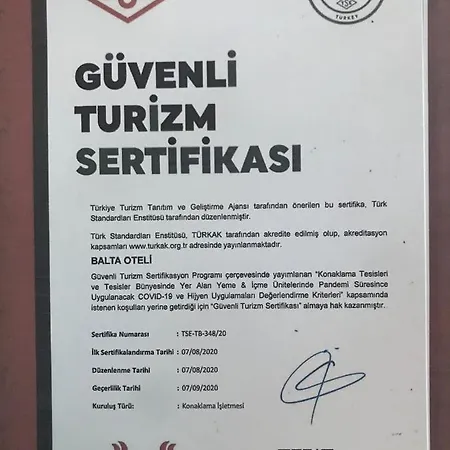 TURKEY
GÜVENLİ
TURİZM
SERTİFİKASI
Türkiye Turizm Tanıtım ve Geliştirme Ajansı tarafından önerilen bu sertifika, Türk
Standardları Enstitüsü tarafından düzenlenmiştir.
Türk Standardları Enstitüsü, TÜRKAK tarafından akredite edilmiş olup, akreditasyon
kapsamları www.turkak.org.tr adresinde yayınlanmaktadır.
BALTA OTELİ
Güvenli Turizm Sertifikasyon Programı çerçevesinde yayımlanan "Konaklama Tesisleri
ve Tesisler Bünyesinde Yer Alan Yeme & İçme Ünitelerinde Pandemi Süresince
Uygulanacak COVID-19 ve Hijyen Uygulamaları Değerlendirme Kriterleri" kapsamında
istenen koşulları yerine getirdiği için "Güvenli Turizm Sertifikası" almaya hak kazanmıştır.
Sertifika Numarası : TSE-TB-348/20
İlk Sertifikalandırma Tarihi : 07/08/2020
Düzenlenme Tarihi : 07/08/2020
Geçerlilik Tarihi : 07/09/2020
Kuruluş Türü: : Konaklama İşletmesi